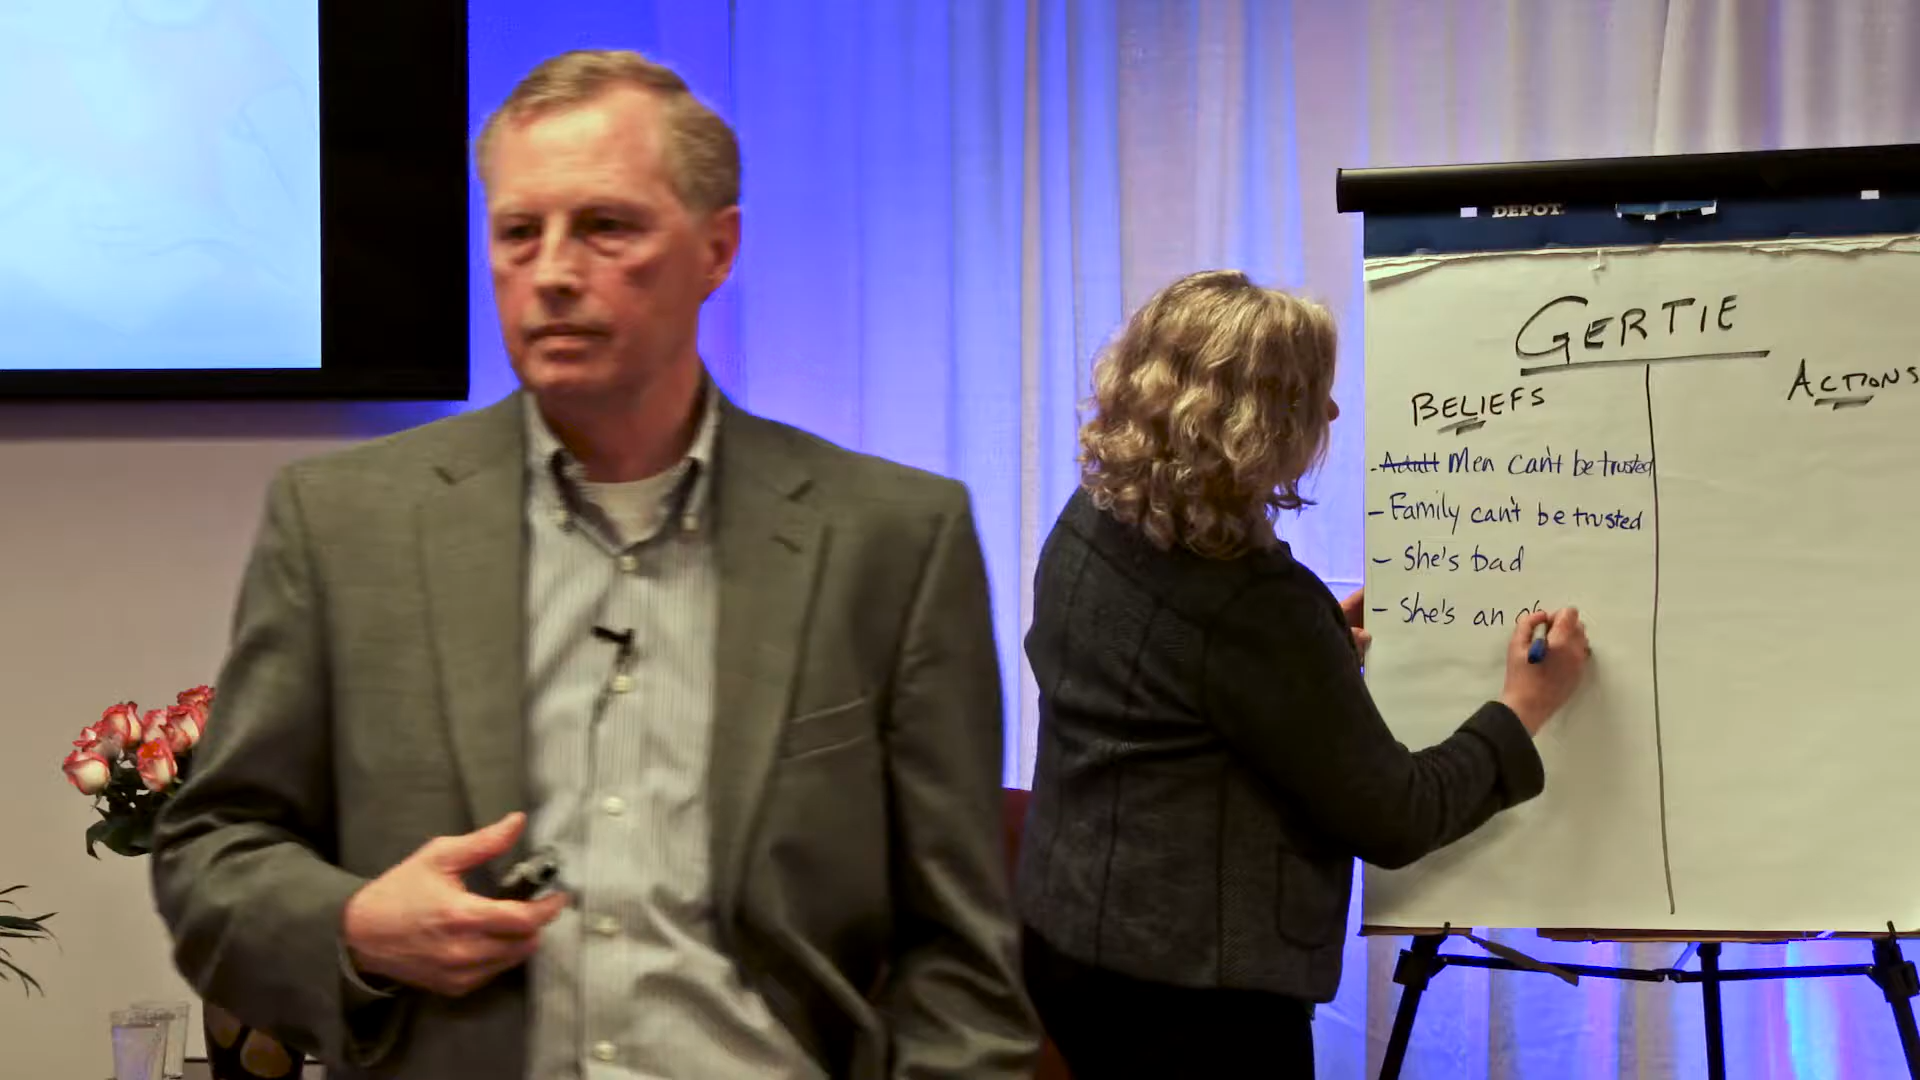 DEPOT
GERTIE
BELIEFS
ACTIONS
- Adult Men can't be trusted
- Family can't be trusted
- She's bad
- She's an